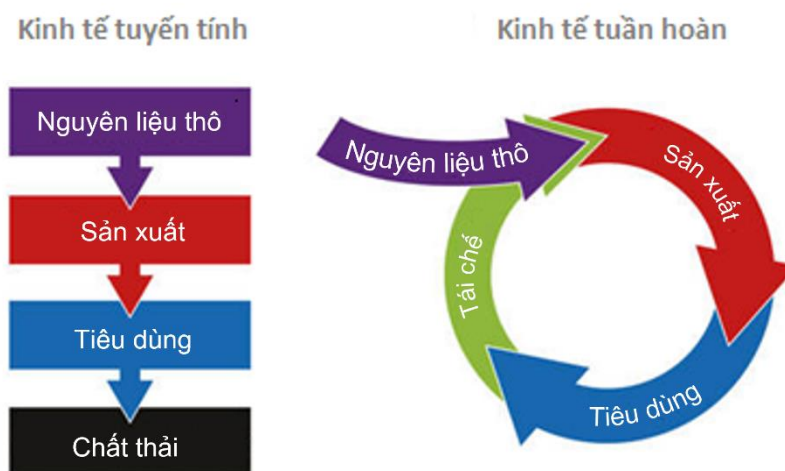 Kinh tế tuyến tính
Nguyên liệu thô
Sản xuất
Tiêu dùng
Chất thải
Kinh tế tuần hoàn
Nguyên liệu thô
Sản xuất
Tiêu dùng
Tái chế